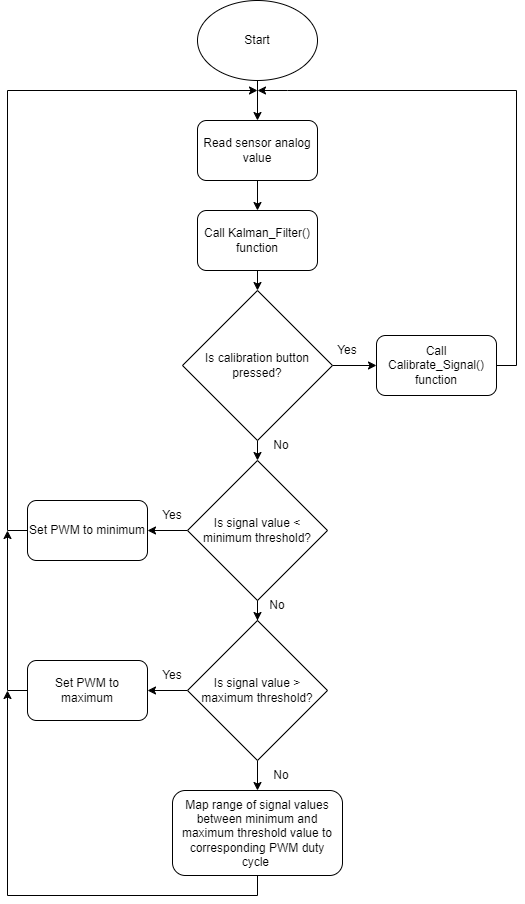 Start
Read sensor analog
value
Call Kalman_Filter()
function
Is calibration button
pressed?
Yes
Call
Calibrate_Signal()
function
No
Is signal value <
minimum threshold?
Yes
Set PWM to minimum
No
Is signal value >
maximum threshold?
Yes
Set PWM to
maximum
No
Map range of signal values
between minimum and
maximum threshold value to
corresponding PWM duty
cycle